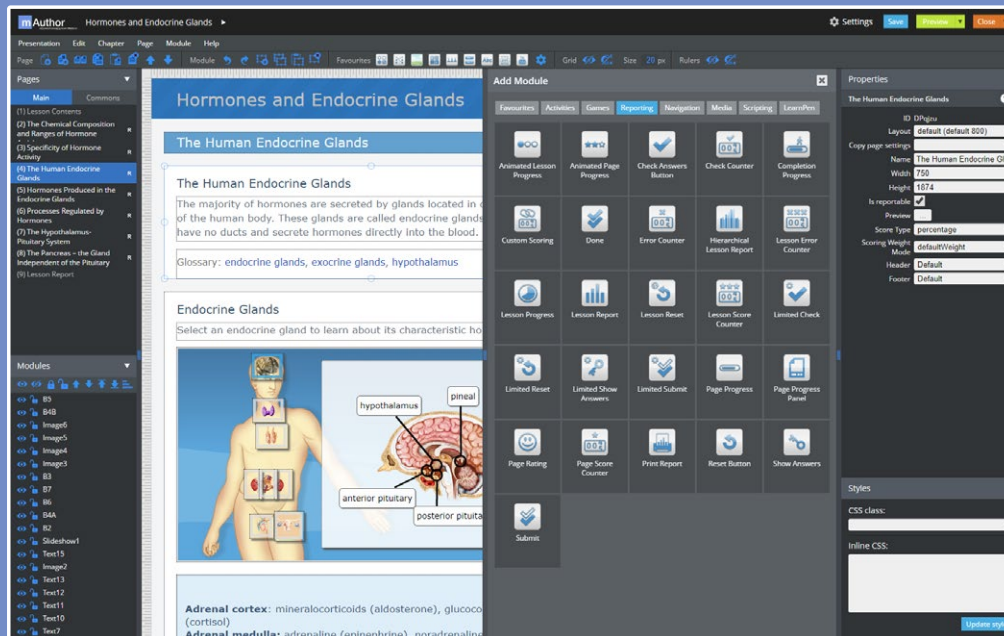 mAuthor
Hormones and Endocrine Glands
Settings
Save
Preview
Close
Presentation Edit Chapter Page Module Help
Page
Module
Favourites
Grid
Size 20 px
Rulers
Pages
Main Commons
(1) Lesson Contents
(2) The Chemical Composition
and Ranges of Hormone
(3) Specificity of Hormone
Activity
(4) The Human Endocrine
Glands
(5) Hormones Produced in the
Endocrine Glands
(6) Processes Regulated by
Hormones
(7) The Hypothalamus-
Pituitary System
(8) The Pancreas – the Gland
Independent of the Pituitary
(9) Lesson Report
R
R
R
R
R
R
R
Modules
B5
B4B
Image6
Image5
Image4
Image3
B3
B7
B6
B4A
B2
Slideshow1
Text15
Image2
Text13
Text12
Text11
Text10
Text7
Hormones and Endocrine Glands
The Human Endocrine Glands
The Human Endocrine Glands
The majority of hormones are secreted by glands located in
of the human body. These glands are called endocrine glands
have no ducts and secrete hormones directly into the blood.
Glossary: endocrine glands, exocrine glands, hypothalamus
Endocrine Glands
Select an endocrine gland to learn about its characteristic ho
hypothalamus
pineal
anterior pituitary
posterior pituita
Adrenal cortex: mineralocorticoids (aldosterone), glucoco
(cortisol)
Adrenal medulla: adrenaline (epinephrine), noradrenaline
Add Module
Favourites Activities Games Reporting Navigation Media Scripting LearnPen
Animated Lesson
Progress
Animated Page
Progress
Check Answers
Button
Check Counter
Completion
Progress
Custom Scoring
Done
Error Counter
Hierarchical
Lesson Report
Lesson Error
Counter
Lesson Progress
Lesson Report
Lesson Reset
Lesson Score
Counter
Limited Check
Limited Reset
Limited Show
Answers
Limited Submit
Page Progress
Page Progress
Panel
Page Rating
Page Score
Counter
Print Report
Reset Button
Show Answers
Submit
Properties
The Human Endocrine Glands
ID
Layout default (default 800)
Copy page settings
Name The Human Endocrine Gl
Width 750
Height 1874
Is reportable
Preview ...
Score Type percentage
Scoring Weight
Mode defaultWeight
Header Default
Footer Default
Styles
CSS class:
Inline CSS:
Update styl